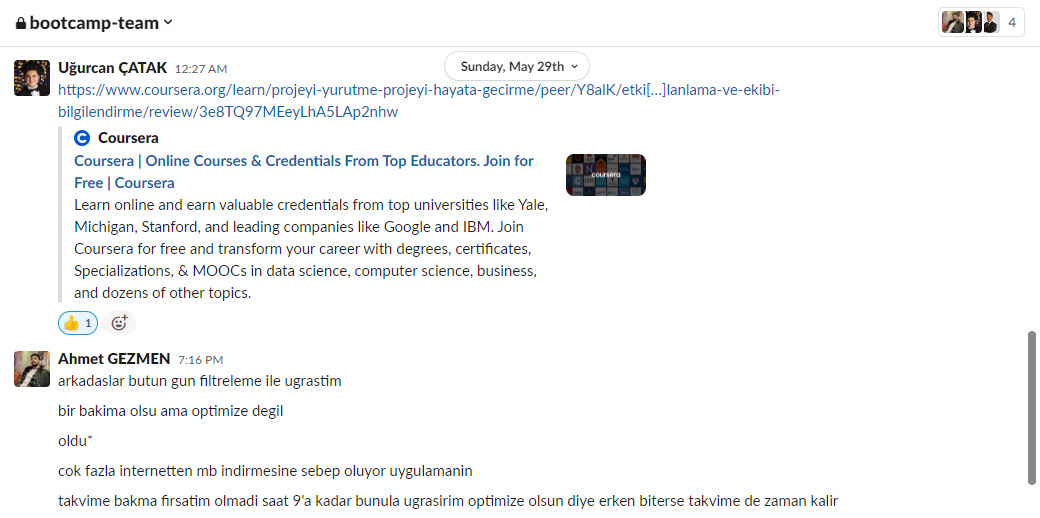 bootcamp-team
4
Sunday, May 29th
Uğurcan ÇATAK 12:27 AM
https://www.coursera.org/learn/projeyi-yurutme-projeyi-hayata-gecirme/peer/Y8alK/etki[...]lanlama-ve-ekibi-
bilgilendirme/review/3e8TQ97MEeyLhA5LAp2nhw
Coursera
Coursera | Online Courses & Credentials From Top Educators. Join for
Free | Coursera
coursera
Learn online and earn valuable credentials from top universities like Yale,
Michigan, Stanford, and leading companies like Google and IBM. Join
Coursera for free and transform your career with degrees, certificates,
Specializations, & MOOCs in data science, computer science, business,
and dozens of other topics.
1
Ahmet GEZMEN 7:16 PM
arkadaslar butun gun filtreleme ile ugrastim
bir bakima olsu ama optimize degil
oldu*
cok fazla internetten mb indirmesine sebep oluyor uygulamanin
takvime bakma firsatim olmadi saat 9'a kadar bunula ugrasirim optimize olsun diye erken biterse takvime de zaman kalir